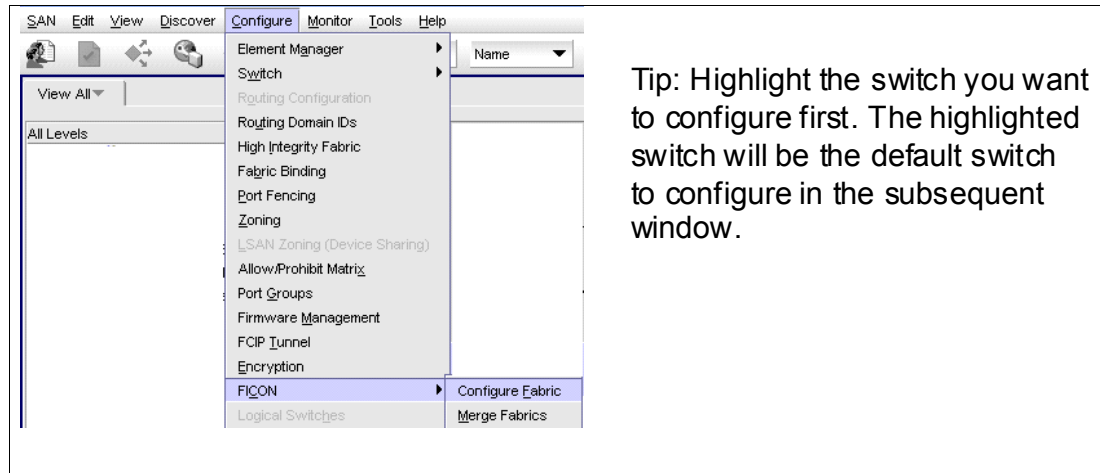 SAN Edit View Discover Configure Monitor Tools Help
Name
View All
All Levels
Element Manager
Switch
Routing Configuration
Routing Domain IDs
High Integrity Fabric
Fabric Binding
Port Fencing
Zoning
LSAN Zoning (Device Sharing)
Allow/Prohibit Matrix
Port Groups
Firmware Management
FCIP Tunnel
Encryption
FICON
Logical Switches
Configure Fabric
Merge Fabrics
Tip: Highlight the switch you want
to configure first. The highlighted
switch will be the default switch
to configure in the subsequent
window.